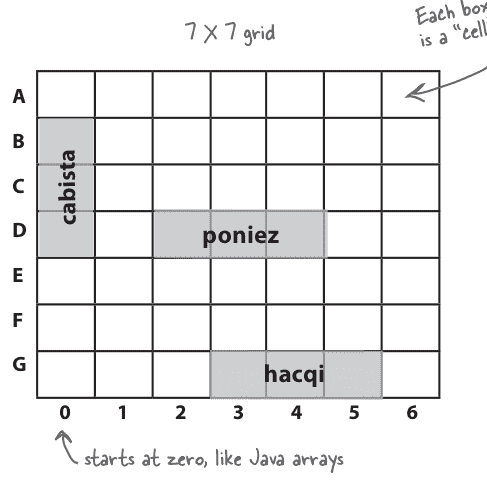 7 X 7 grid
Each box
is a "cell
A
B
C
D
E
F
G
cabista
poniez
hacqi
0 1 2 3 4 5 6
starts at zero, like Java arrays